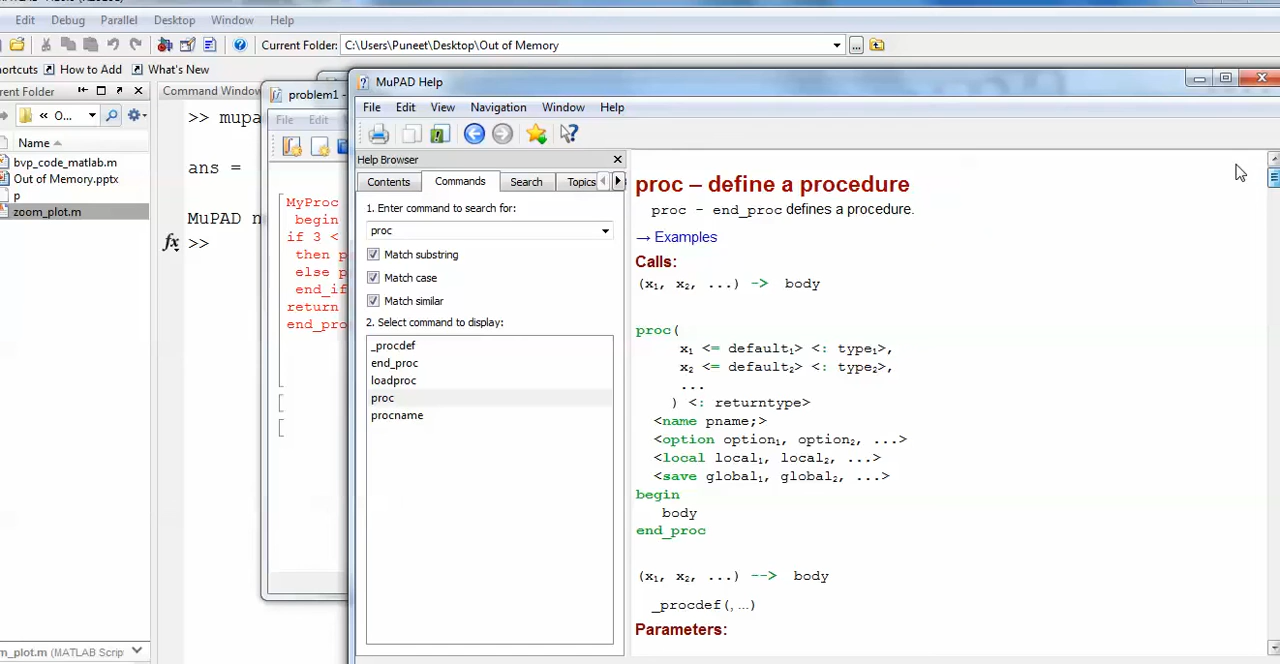 Edit Debug Parallel Desktop Window Help
Current Folder: C:\Users\Puneet\Desktop\Out of Memory ...
How to Add What's New
Folder
« O...
Name
bvp_code_matlab.m
Out of Memory.pptx
p
zoom_plot.m
(MATLAB Scrip
Command Window
>> mupa
ans =
MuPAD n
fx >>
problem1 -
File Edit
MyProc
begin
if 3 <
then p
else p
end_if
return
end_pro
MuPAD Help
File Edit View Navigation Window Help
Help Browser
Contents Commands Search Topics
1. Enter command to search for:
proc
Match substring
Match case
Match similar
2. Select command to display:
_procdef
end_proc
loadproc
proc
procname
proc – define a procedure
proc - end_proc defines a procedure.
→ Examples
Calls:
(x₁, x₂, ...) -> body
proc(
x₁ <= default₁> <: type₁>,
x₂ <= default₂> <: type₂>,
...
) <: returntype>
<name pname;>
<option option₁, option₂, ...>
<local local₁, local₂, ...>
<save global₁, global₂, ...>
begin
body
end_proc
(x₁, x₂, ...) --> body
_procdef(, ...)
Parameters: